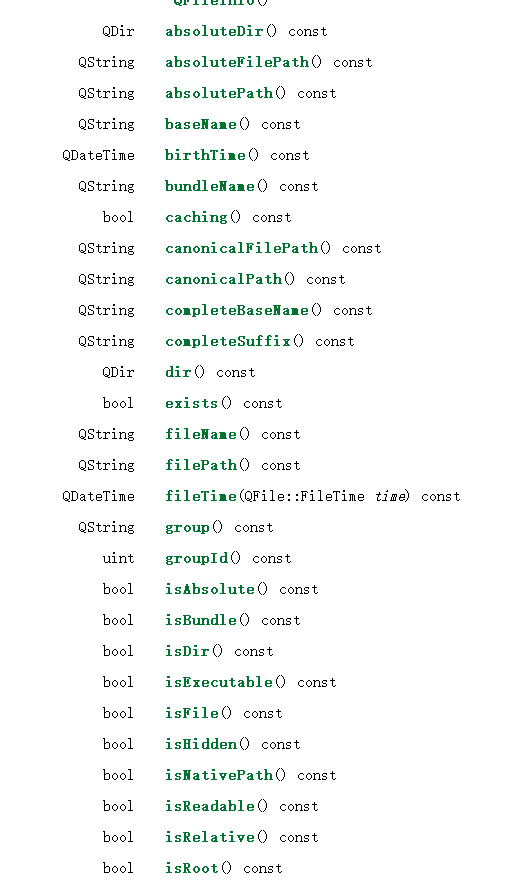 ~QFileInfo()
QDir absoluteDir() const
QString absoluteFilePath() const
QString absolutePath() const
QString baseName() const
QDateTime birthTime() const
QString bundleName() const
bool caching() const
QString canonicalFilePath() const
QString canonicalPath() const
QString completeBaseName() const
QString completeSuffix() const
QDir dir() const
bool exists() const
QString fileName() const
QString filePath() const
QDateTime fileTime(QFile::FileTime time) const
QString group() const
uint groupId() const
bool isAbsolute() const
bool isBundle() const
bool isDir() const
bool isExecutable() const
bool isFile() const
bool isHidden() const
bool isNativePath() const
bool isReadable() const
bool isRelative() const
bool isRoot() const